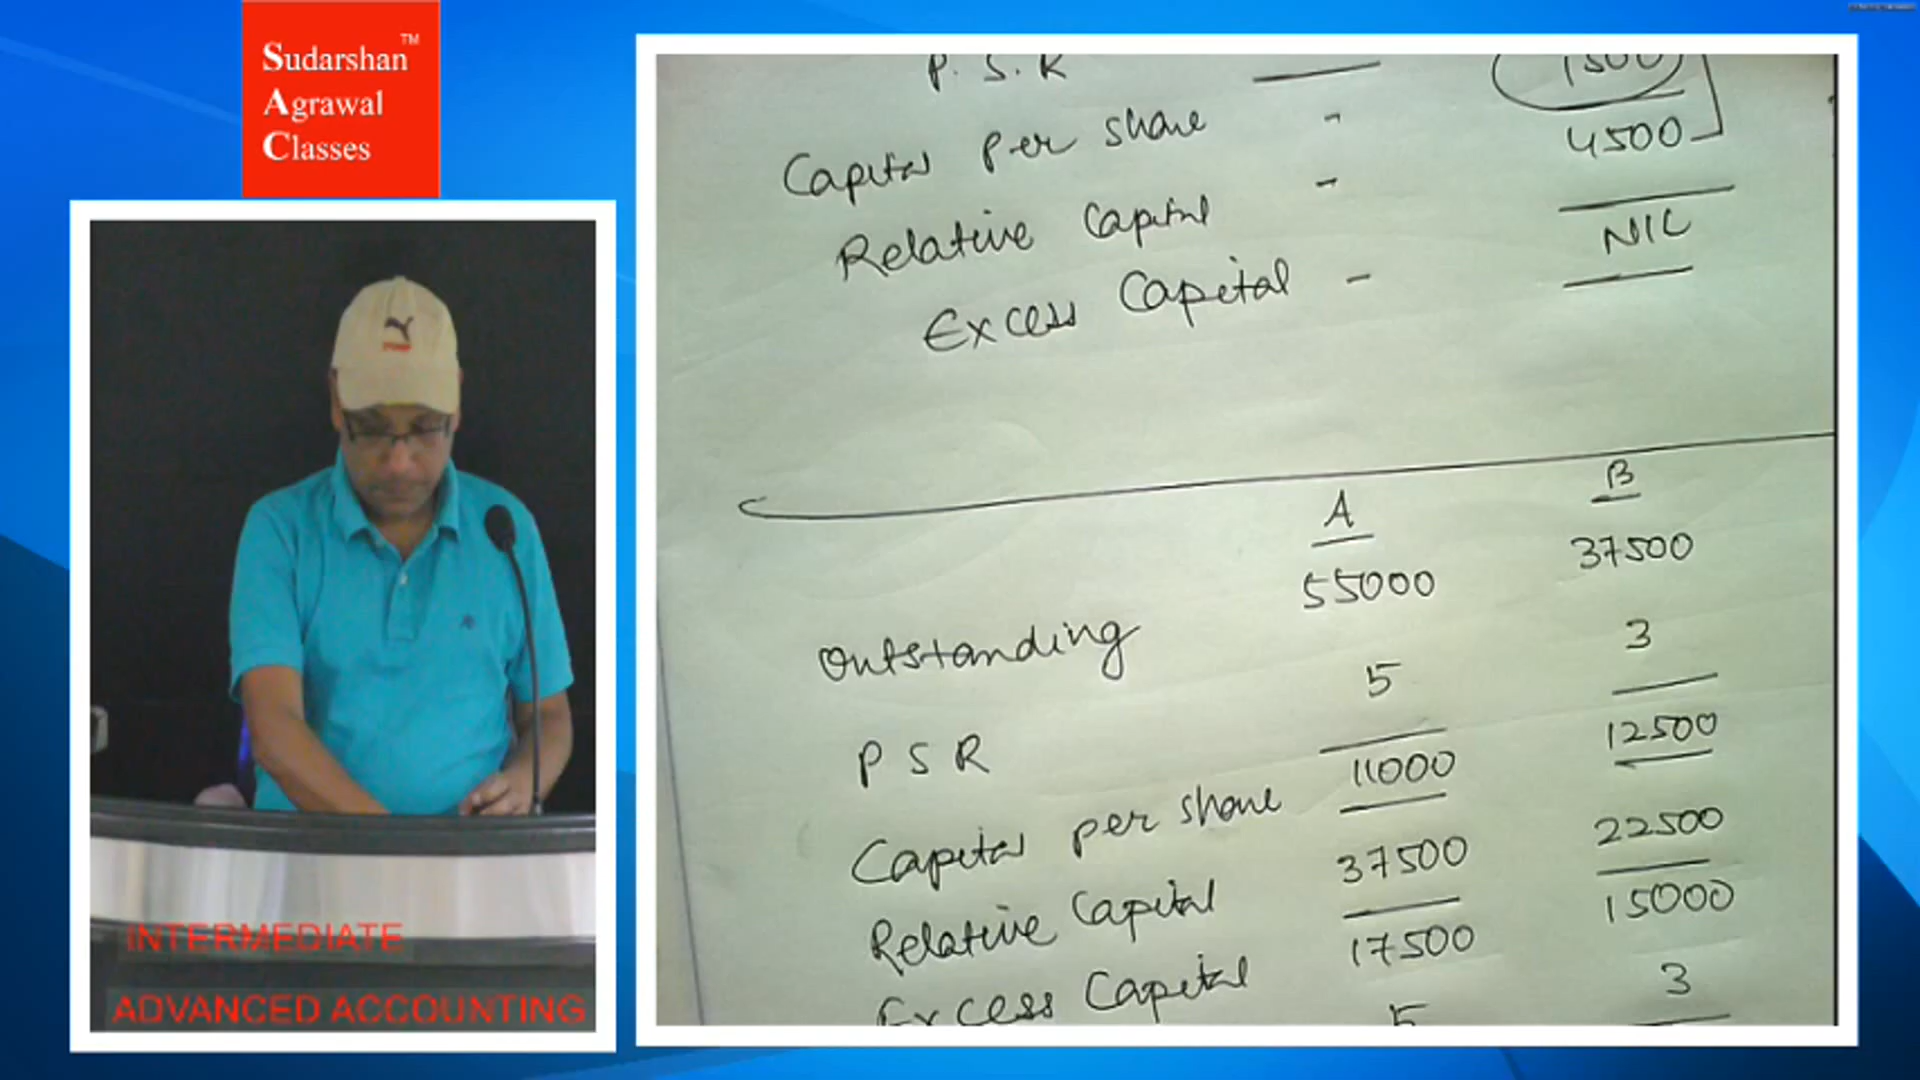 Sudarshan™
Agrawal
Classes
P. S. R
1500
Capital per share - 4500
Relative Capital -
Excess Capital - NIL
A B
Outstanding 55000 37500
P S R 5 3
Capital per share 11000 12500
Relative Capital 37500 22500
Excess Capital 17500 15000
5 3
INTERMEDIATE
ADVANCED ACCOUNTING